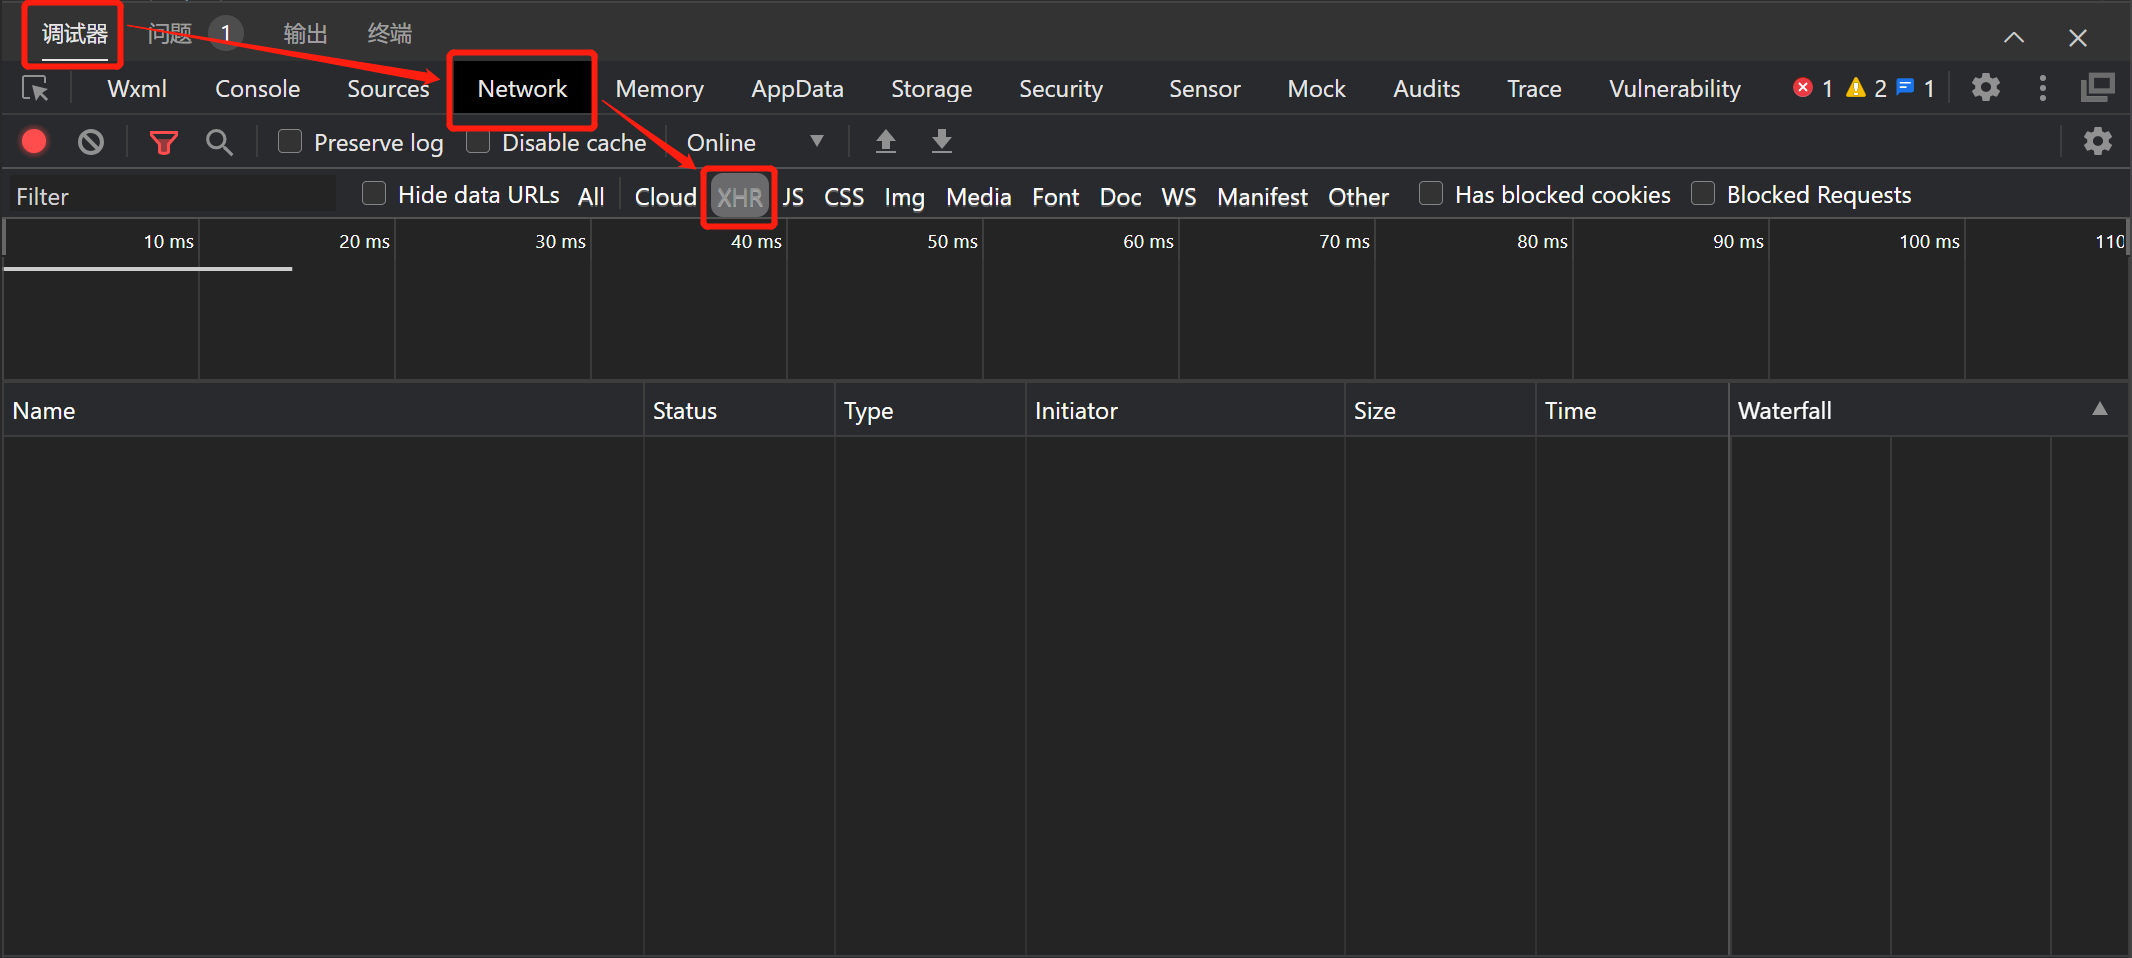 调试器 问题 1 输出 终端
Wxml Console Sources Network Memory AppData Storage Security Sensor Mock Audits Trace Vulnerability 1 2 1
Preserve log Disable cache Online
Filter Hide data URLs All Cloud XHR JS CSS Img Media Font Doc WS Manifest Other Has blocked cookies Blocked Requests
10 ms 20 ms 30 ms 40 ms 50 ms 60 ms 70 ms 80 ms 90 ms 100 ms 110
Name Status Type Initiator Size Time Waterfall